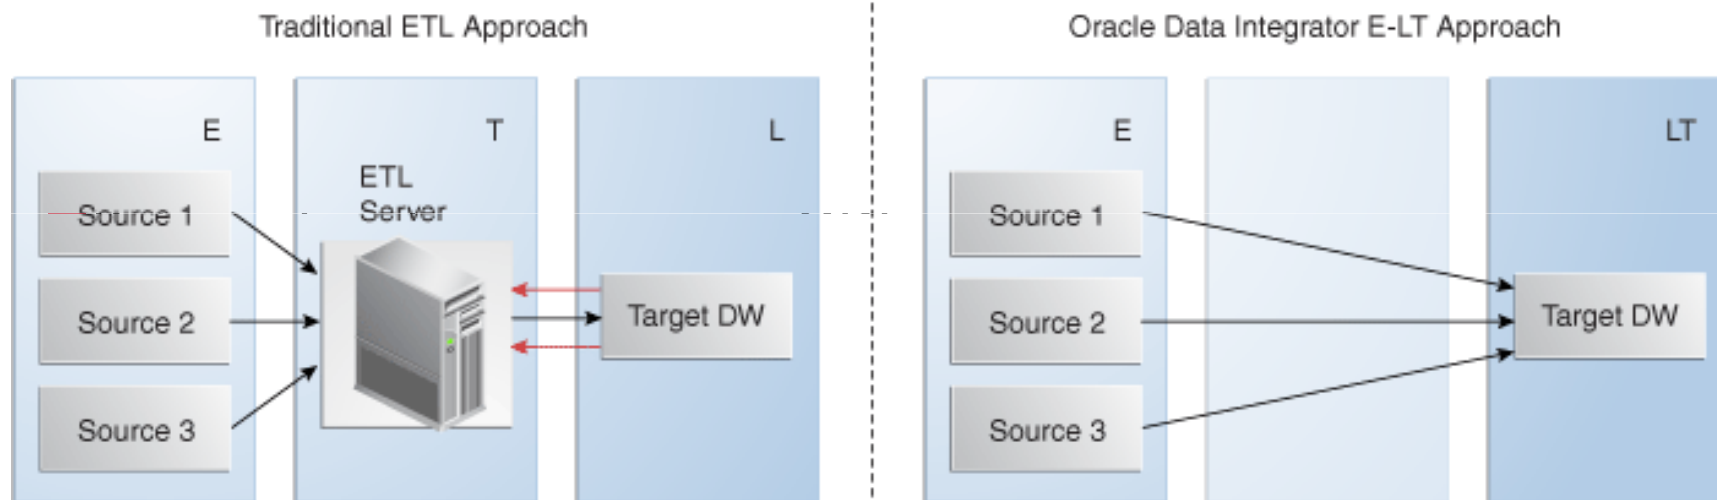 Traditional ETL Approach
E
T
L
ETL
Server
Source 1
Source 2
Source 3
Target DW
Oracle Data Integrator E-LT Approach
E
LT
Source 1
Source 2
Source 3
Target DW